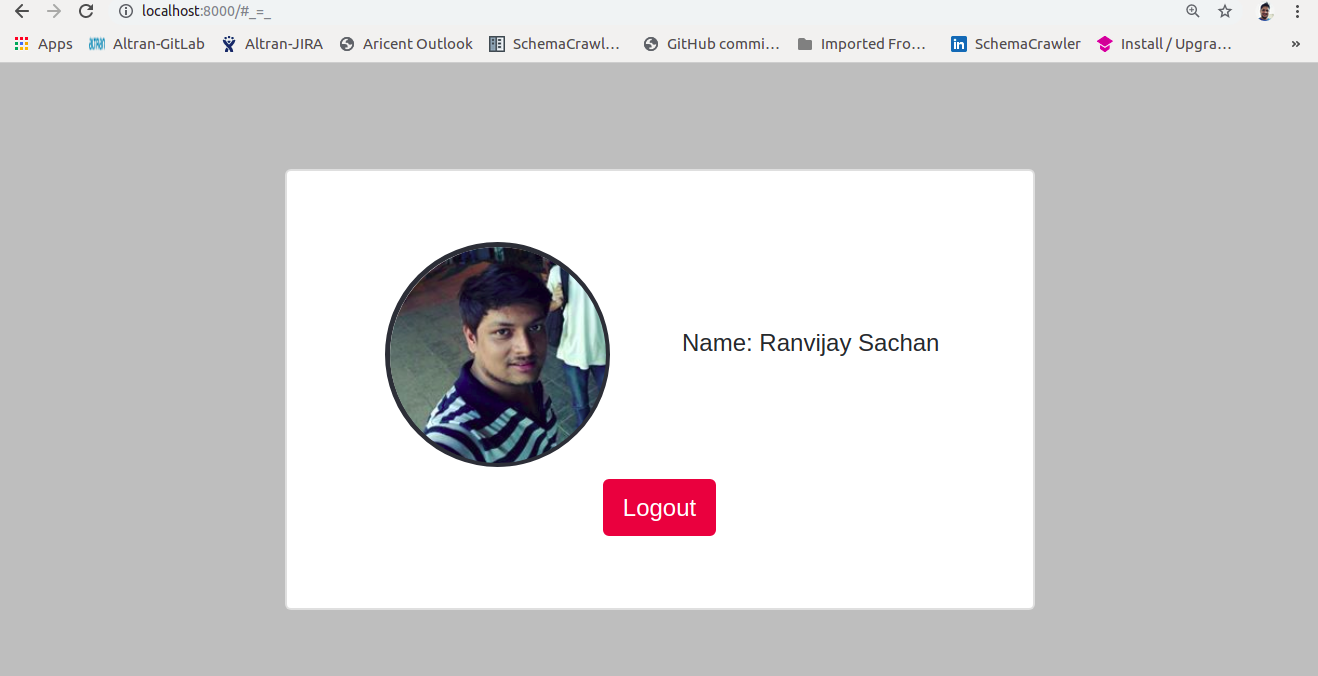 localhost:8000/#_=_
Apps Altran-GitLab Altran-JIRA Aricent Outlook SchemaCrawl... GitHub commi... Imported Fro... SchemaCrawler Install / Upgra... »
Name: Ranvijay Sachan
Logout